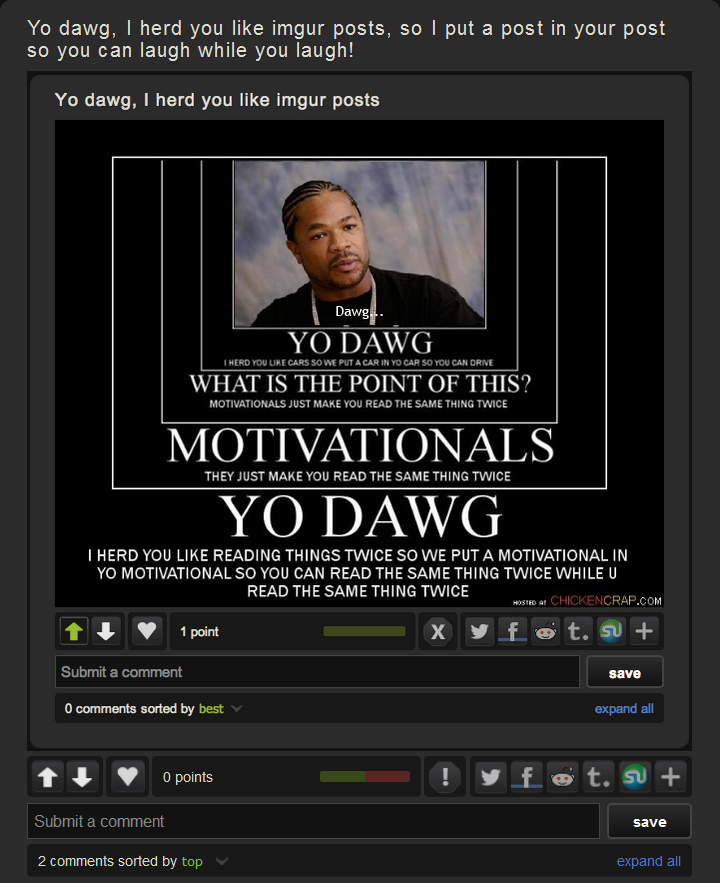 Yo dawg, I herd you like imgur posts, so I put a post in your post
so you can laugh while you laugh!
Yo dawg, I herd you like imgur posts
Dawg...
YO DAWG
I HERD YOU LIKE CARS SO WE PUT A CAR IN YO CAR SO YOU CAN DRIVE
WHAT IS THE POINT OF THIS?
MOTIVATIONALS JUST MAKE YOU READ THE SAME THING TWICE
MOTIVATIONALS
THEY JUST MAKE YOU READ THE SAME THING TWICE
YO DAWG
I HERD YOU LIKE READING THINGS TWICE SO WE PUT A MOTIVATIONAL IN
YO MOTIVATIONAL SO YOU CAN READ THE SAME THING TWICE WHILE U
READ THE SAME THING TWICE
HOSTED AT CHICKENCRAP.COM
1 point
X
f
t.
Submit a comment
save
0 comments sorted by best
expand all
0 points
!
f
t.
Submit a comment
save
2 comments sorted by top
expand all